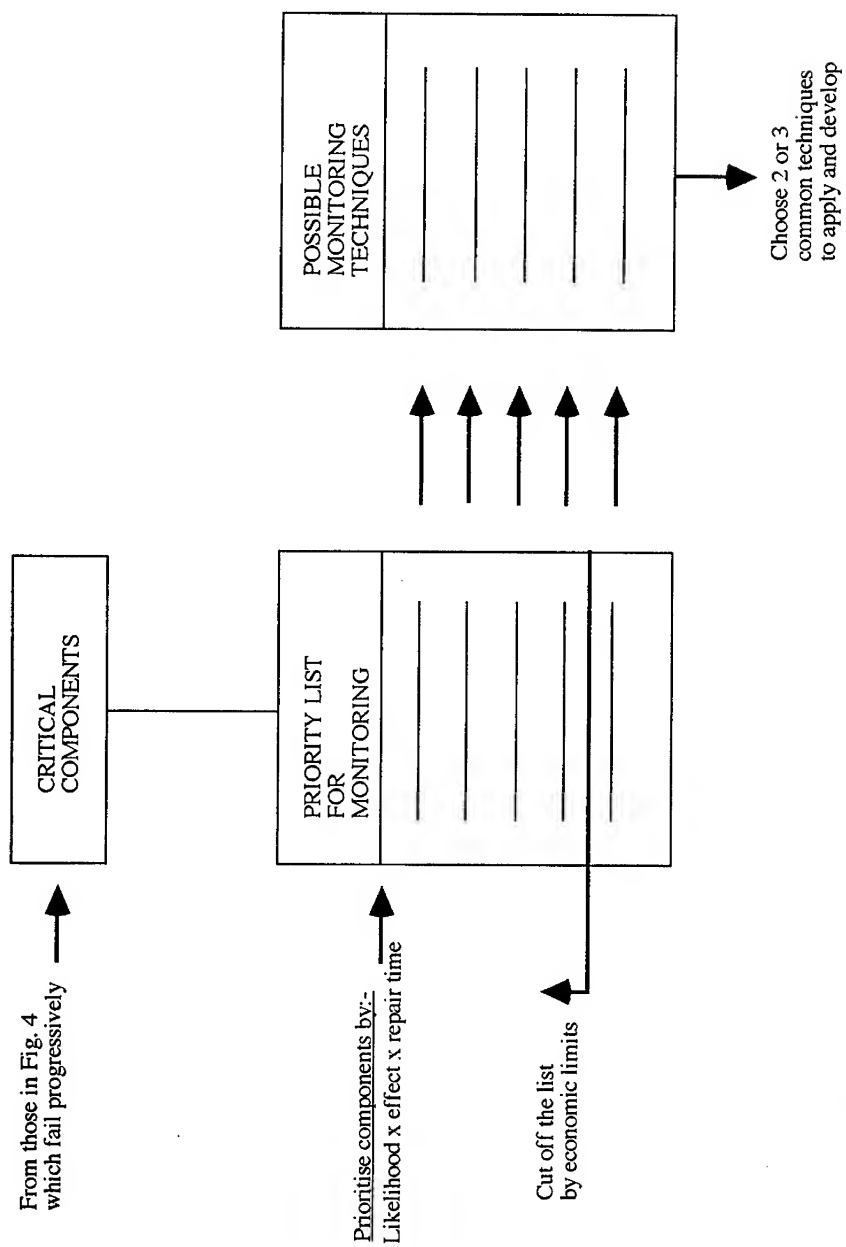 From those in Fig. 4
which fail progressively
CRITICAL
COMPONENTS
Prioritise components by:-
Likelihood x effect x repair time
PRIORITY LIST
FOR
MONITORING
Cut off the list
by economic limits
POSSIBLE
MONITORING
TECHNIQUES
Choose 2 or 3
common techniques
to apply and develop